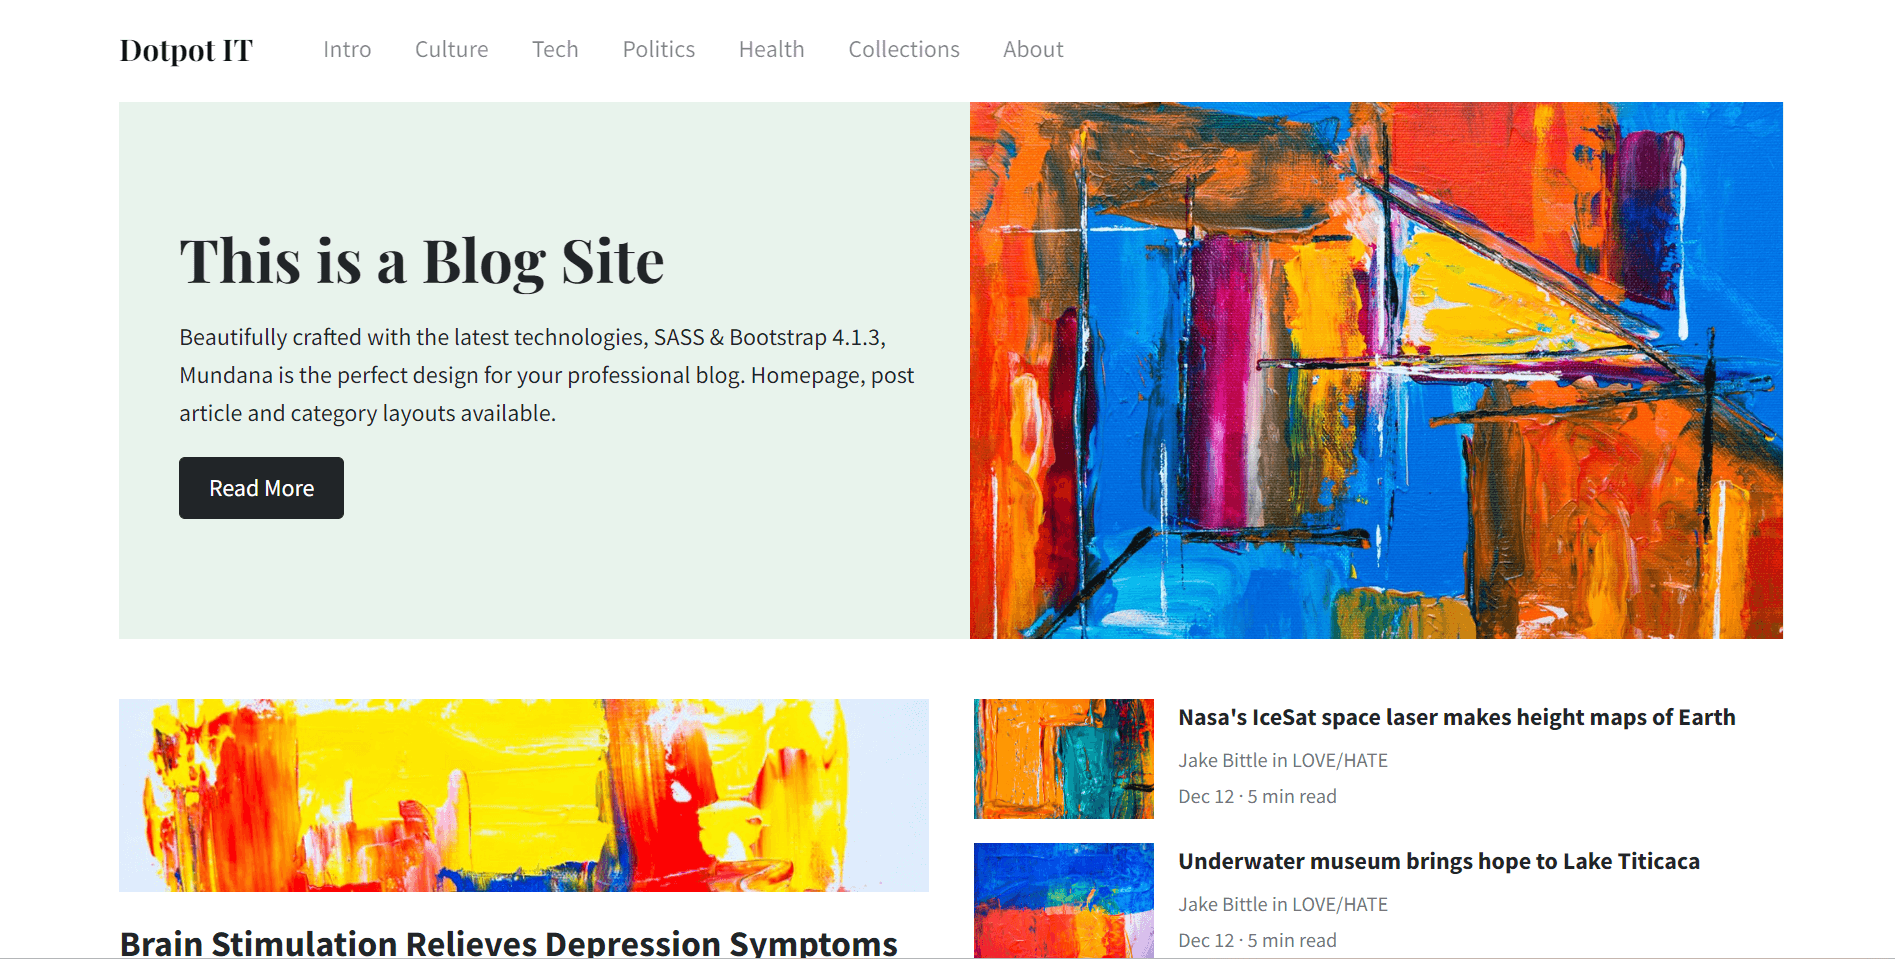 Dotpot IT
Intro Culture Tech Politics Health Collections About
This is a Blog Site
Beautifully crafted with the latest technologies, SASS & Bootstrap 4.1.3,
Mundana is the perfect design for your professional blog. Homepage, post
article and category layouts available.
Read More
Brain Stimulation Relieves Depression Symptoms
Nasa's IceSat space laser makes height maps of Earth
Jake Bittle in LOVE/HATE
Dec 12 · 5 min read
Underwater museum brings hope to Lake Titicaca
Jake Bittle in LOVE/HATE
Dec 12 · 5 min read